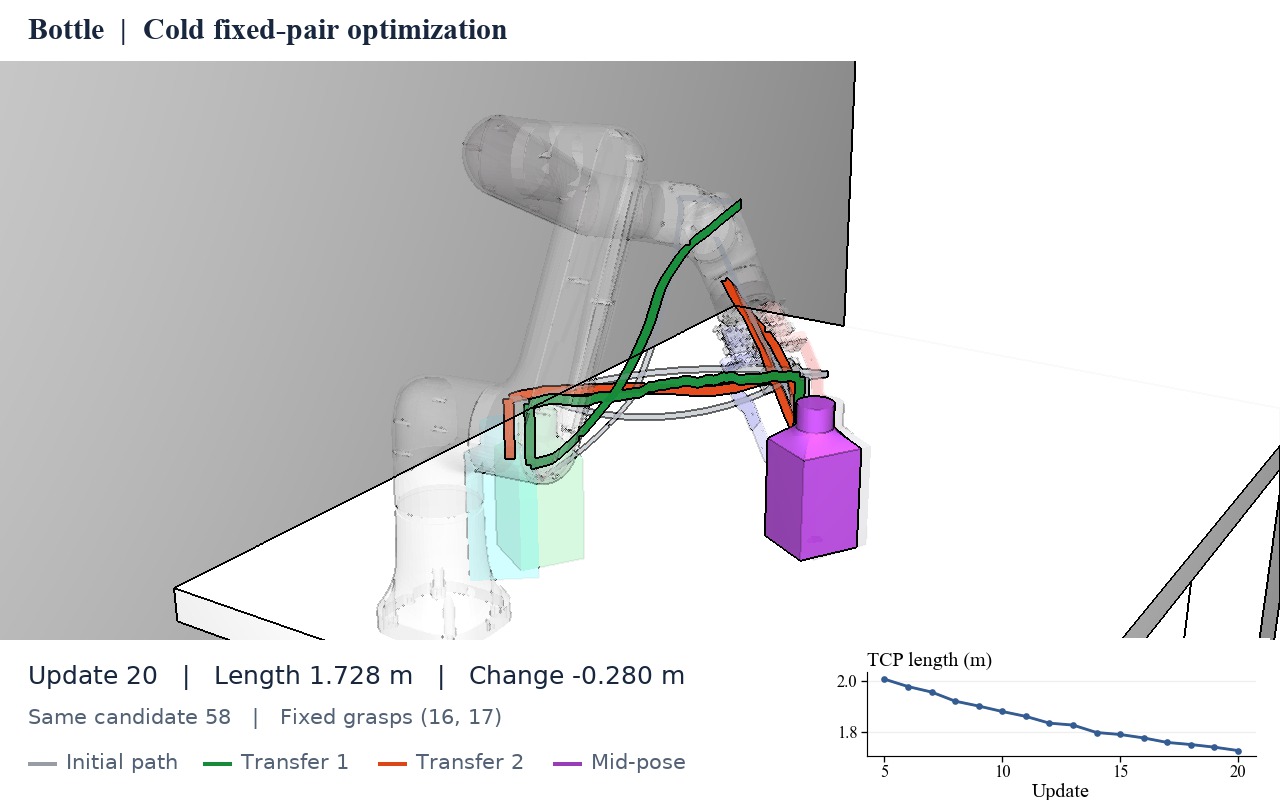 Bottle | Cold fixed-pair optimization
Update 20 | Length 1.728 m | Change -0.280 m
Same candidate 58 | Fixed grasps (16, 17)
Initial path Transfer 1 Transfer 2 Mid-pose
TCP length (m)
2.0
1.8
5 10 15 20
Update